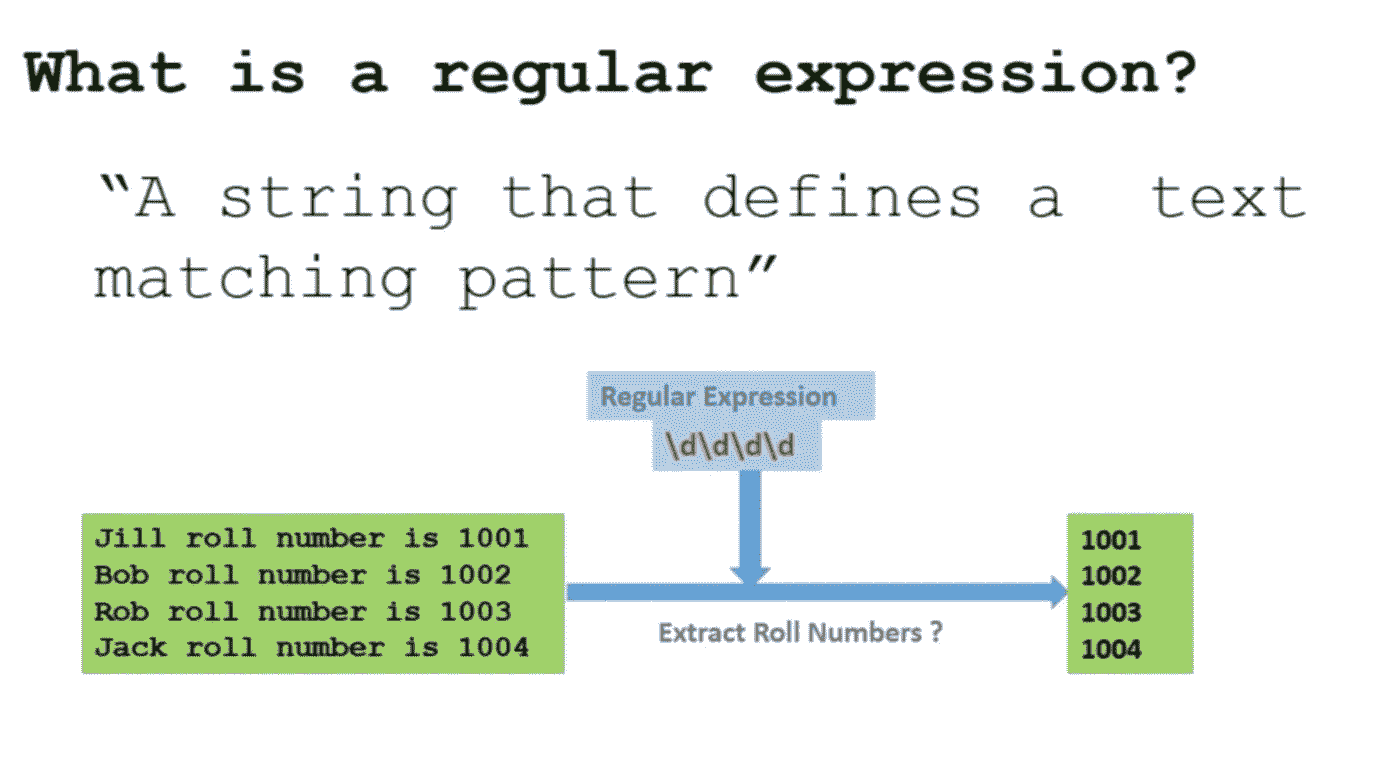 What is a regular expression?
“A string that defines a text
matching pattern”
Regular Expression
\d\d\d\d
Jill roll number is 1001
Bob roll number is 1002
Rob roll number is 1003
Jack roll number is 1004
Extract Roll Numbers ?
1001
1002
1003
1004